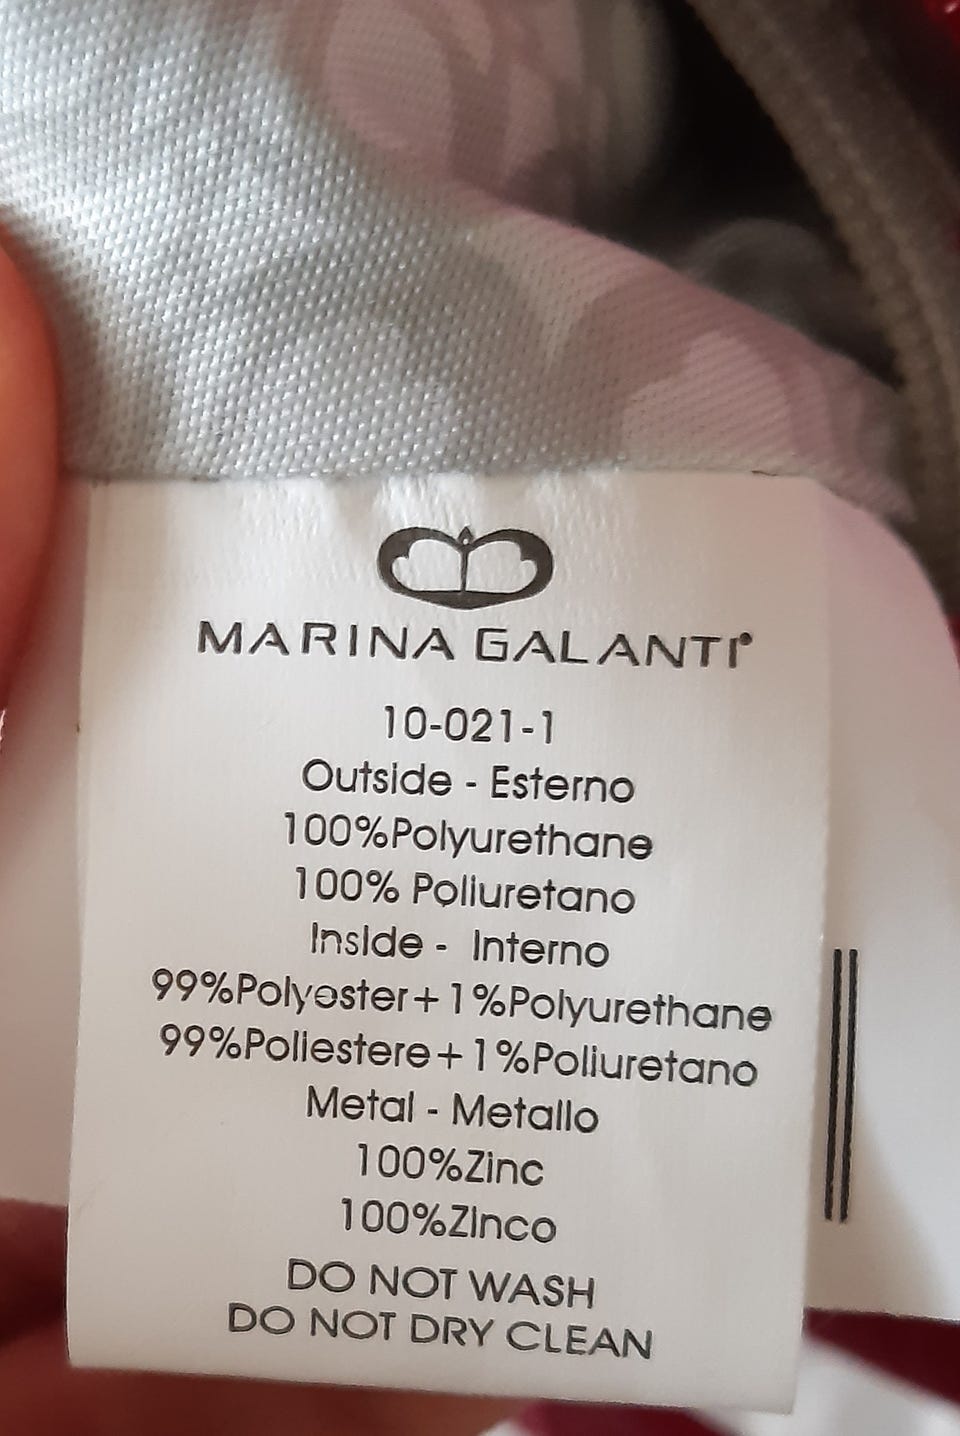 MARINA GALANTI®
10-021-1
Outside - Esterno
100%Polyurethane
100% Poliuretano
Inside - Interno
99%Polyester+1%Polyurethane
99%Poliestere+1%Poliuretano
Metal - Metallo
100%Zinc
100%Zinco
DO NOT WASH
DO NOT DRY CLEAN